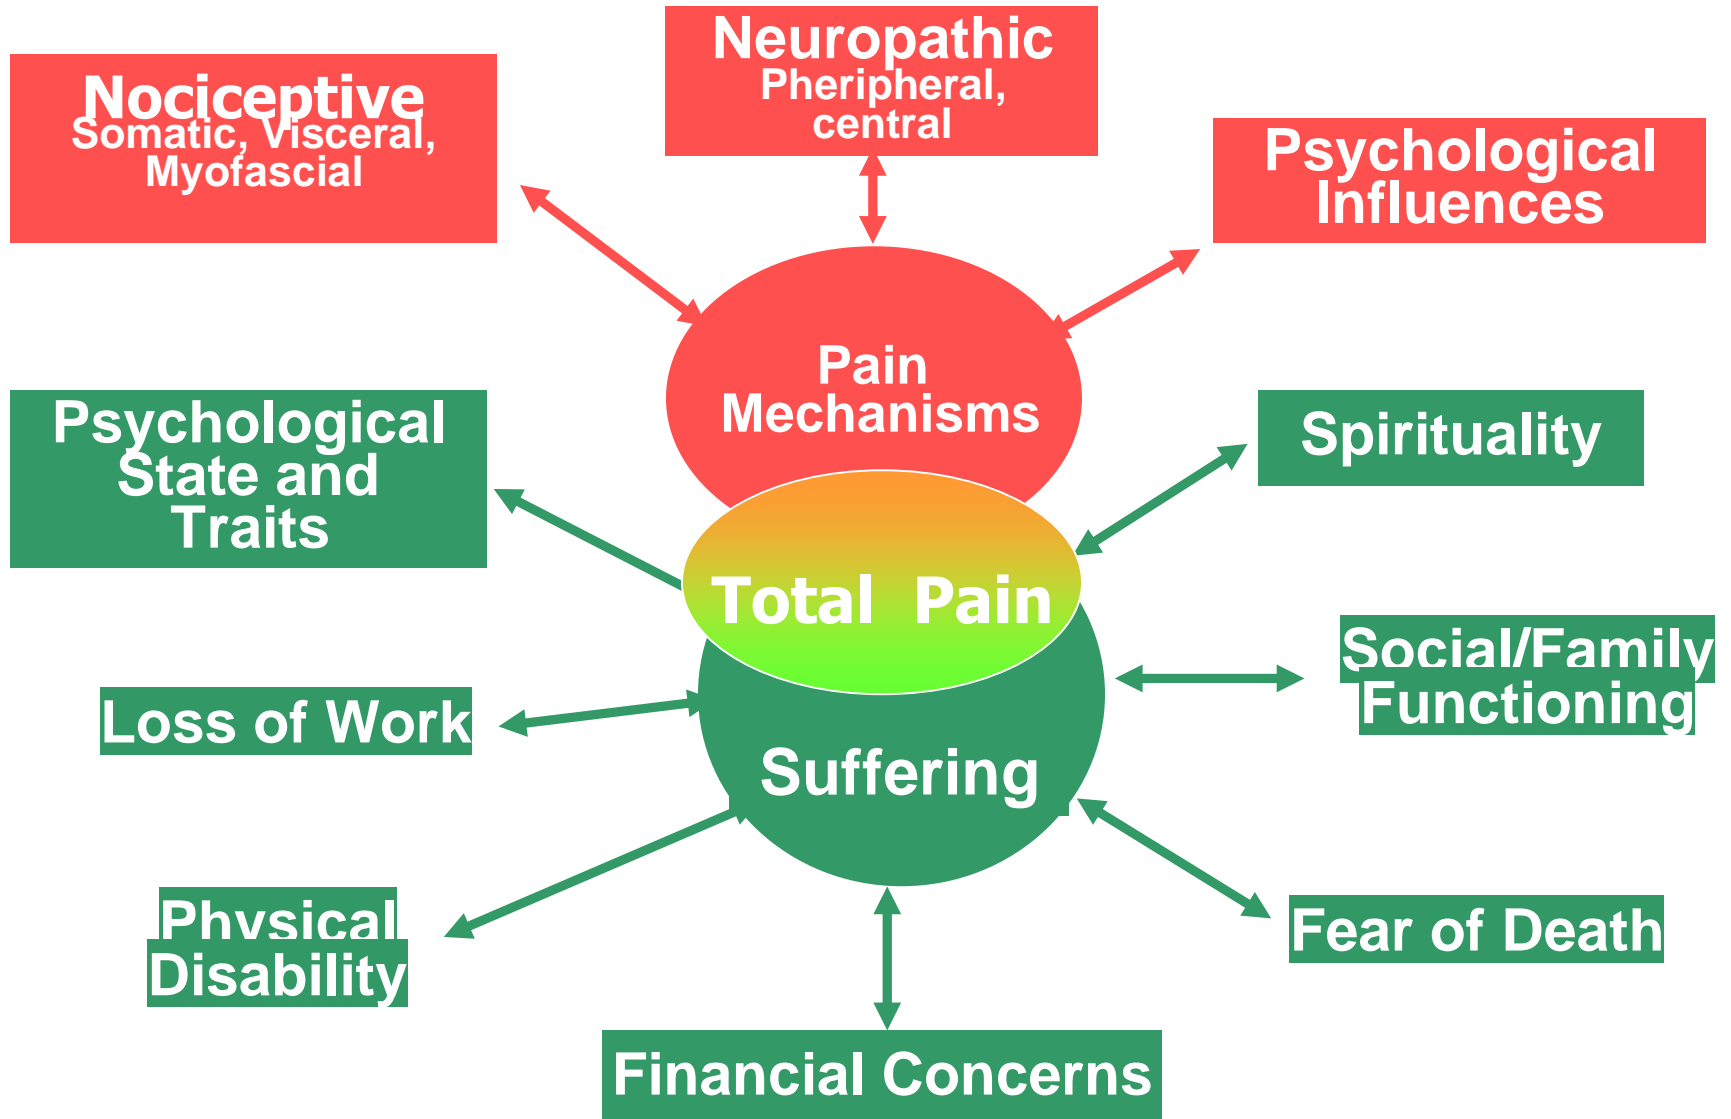 Neuropathic
Pheripheral,
central
Nociceptive
Somatic, Visceral,
Myofascial
Psychological
Influences
Pain
Mechanisms
Psychological
State and
Traits
Spirituality
Total Pain
Social/Family
Functioning
Loss of Work
Suffering
Physical
Disability
Fear of Death
Financial Concerns